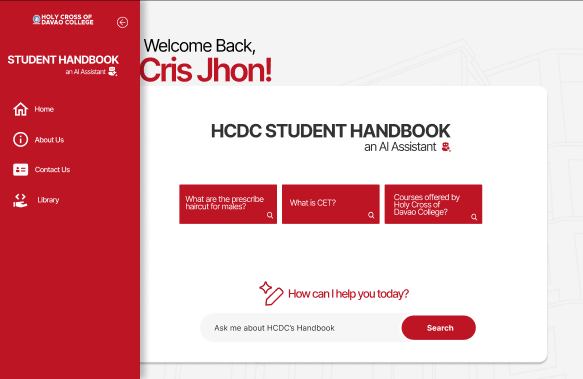 HOLY CROSS OF
DAVAO COLLEGE
STUDENT HANDBOOK
an AI Assistant
Home
About Us
Contact Us
Library
Welcome Back,
Cris Jhon!
HCDC STUDENT HANDBOOK
an AI Assistant
What are the prescribe
haircut for males?
What is CET?
Courses offered by
Holy Cross of
Davao College?
How can I help you today?
Ask me about HCDC's Handbook
Search